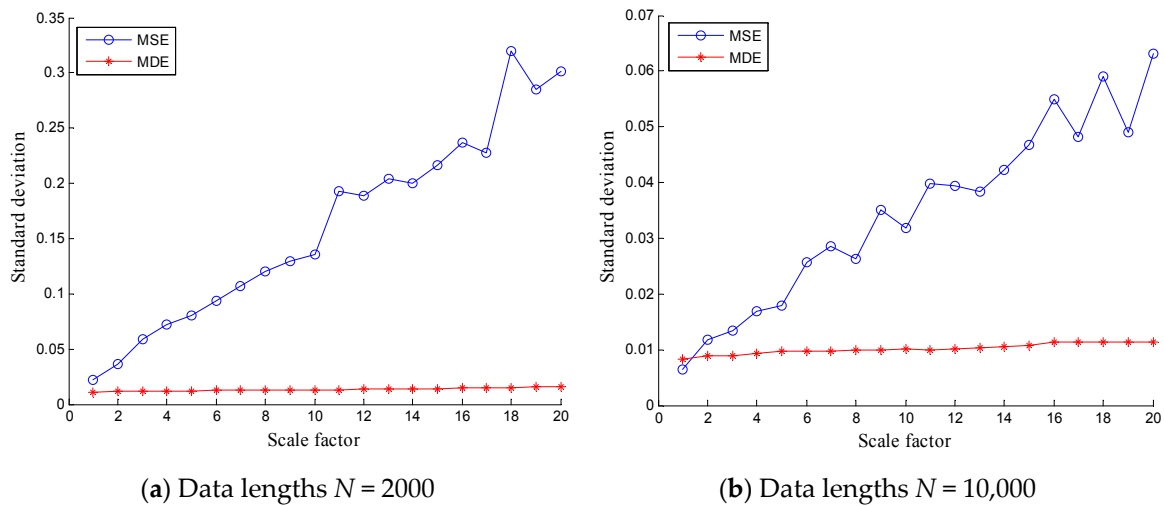 0.35
0.3
0.25
0.2
0.15
0.1
0.05
0
Standard deviation
MSE
MDE
0 2 4 6 8 10 12 14 16 18 20
Scale factor
(a) Data lengths N = 2000
0.07
0.06
0.05
0.04
0.03
0.02
0.01
0
Standard deviation
MSE
MDE
0 2 4 6 8 10 12 14 16 18 20
Scale factor
(b) Data lengths N = 10,000